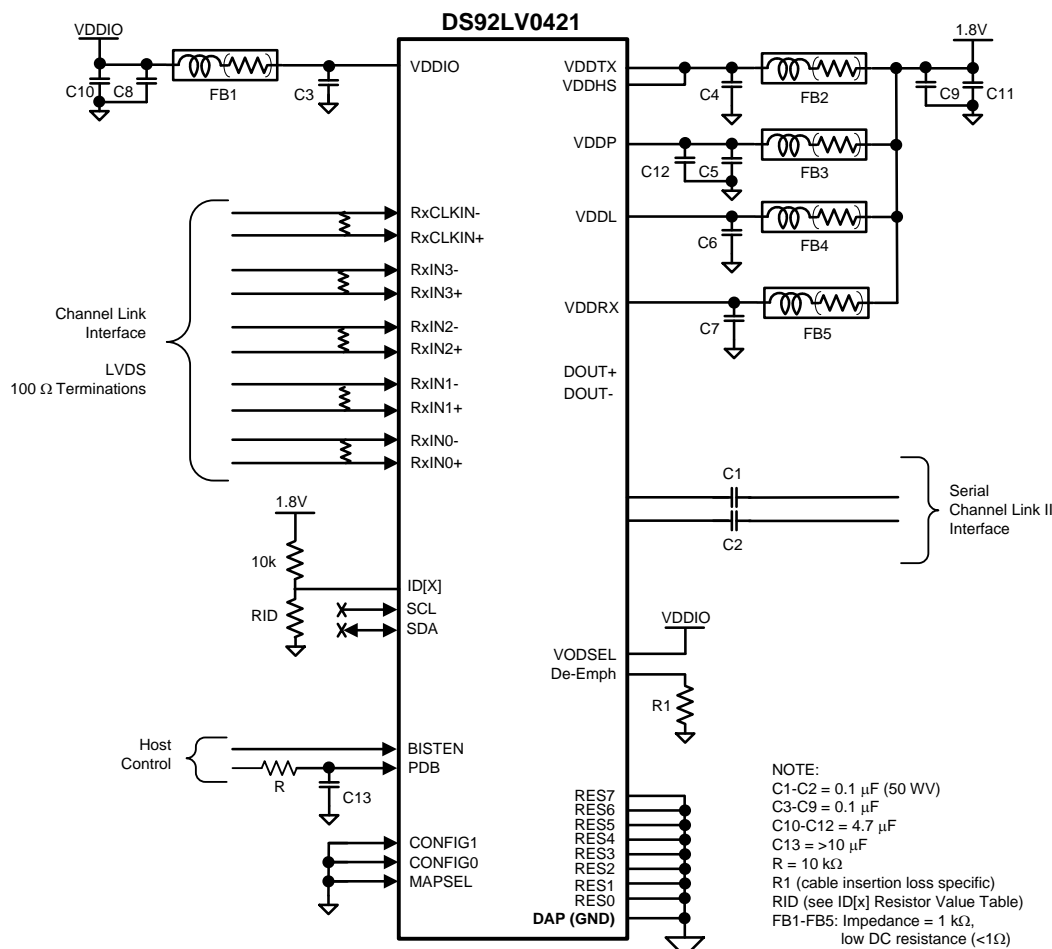 DS92LV0421
VDDIO
C10
C8
FB1
C3
VDDIO
VDDTX
VDDHS
C4
FB2
1.8V
C9
C11
VDDP
C12
C5
FB3
VDDL
C6
FB4
VDDRX
C7
FB5
DOUT+
DOUT-
Channel Link
Interface
LVDS
100 Ω Terminations
RxCLKIN-
RxCLKIN+
RxIN3-
RxIN3+
RxIN2-
RxIN2+
RxIN1-
RxIN1+
RxIN0-
RxIN0+
C1
C2
Serial
Channel Link II
Interface
1.8V
10k
RID
ID[X]
SCL
SDA
VDDIO
VODSEL
De-Emph
R1
Host
Control
R
C13
BISTEN
PDB
CONFIG1
CONFIG0
MAPSEL
RES7
RES6
RES5
RES4
RES3
RES2
RES1
RES0
DAP (GND)
NOTE:
C1-C2 = 0.1 μF (50 WV)
C3-C9 = 0.1 μF
C10-C12 = 4.7 μF
C13 = >10 μF
R = 10 kΩ
R1 (cable insertion loss specific)
RID (see ID[x] Resistor Value Table)
FB1-FB5: Impedance = 1 kΩ,
low DC resistance (<1Ω)